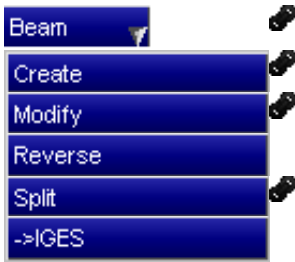 Beam
Create
Modify
Reverse
Split
->IGES